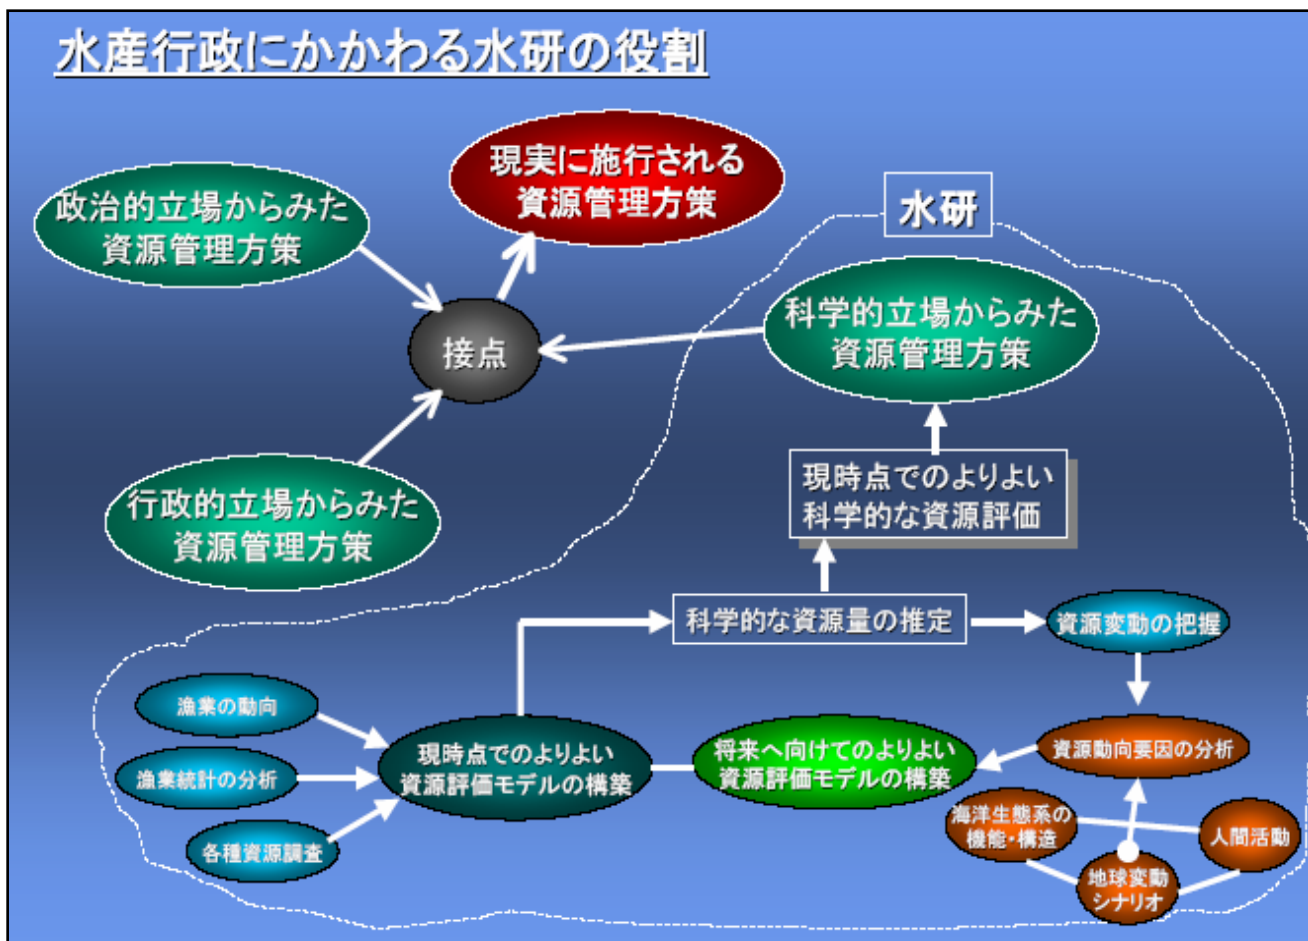 水産行政にかかわる水研の役割
現実に施行される
資源管理方策
政治的立場からみた
資源管理方策
水研
接点
科学的立場からみた
資源管理方策
行政的立場からみた
資源管理方策
現時点でのよりよい
科学的な資源評価
科学的な資源量の推定
資源変動の把握
漁業の動向
漁業統計の分析
各種資源調査
現時点でのよりよい
資源評価モデルの構築
将来へ向けてのよりよい
資源評価モデルの構築
資源動向要因の分析
海洋生態系の
機能・構造
人間活動
地球変動
シナリオ